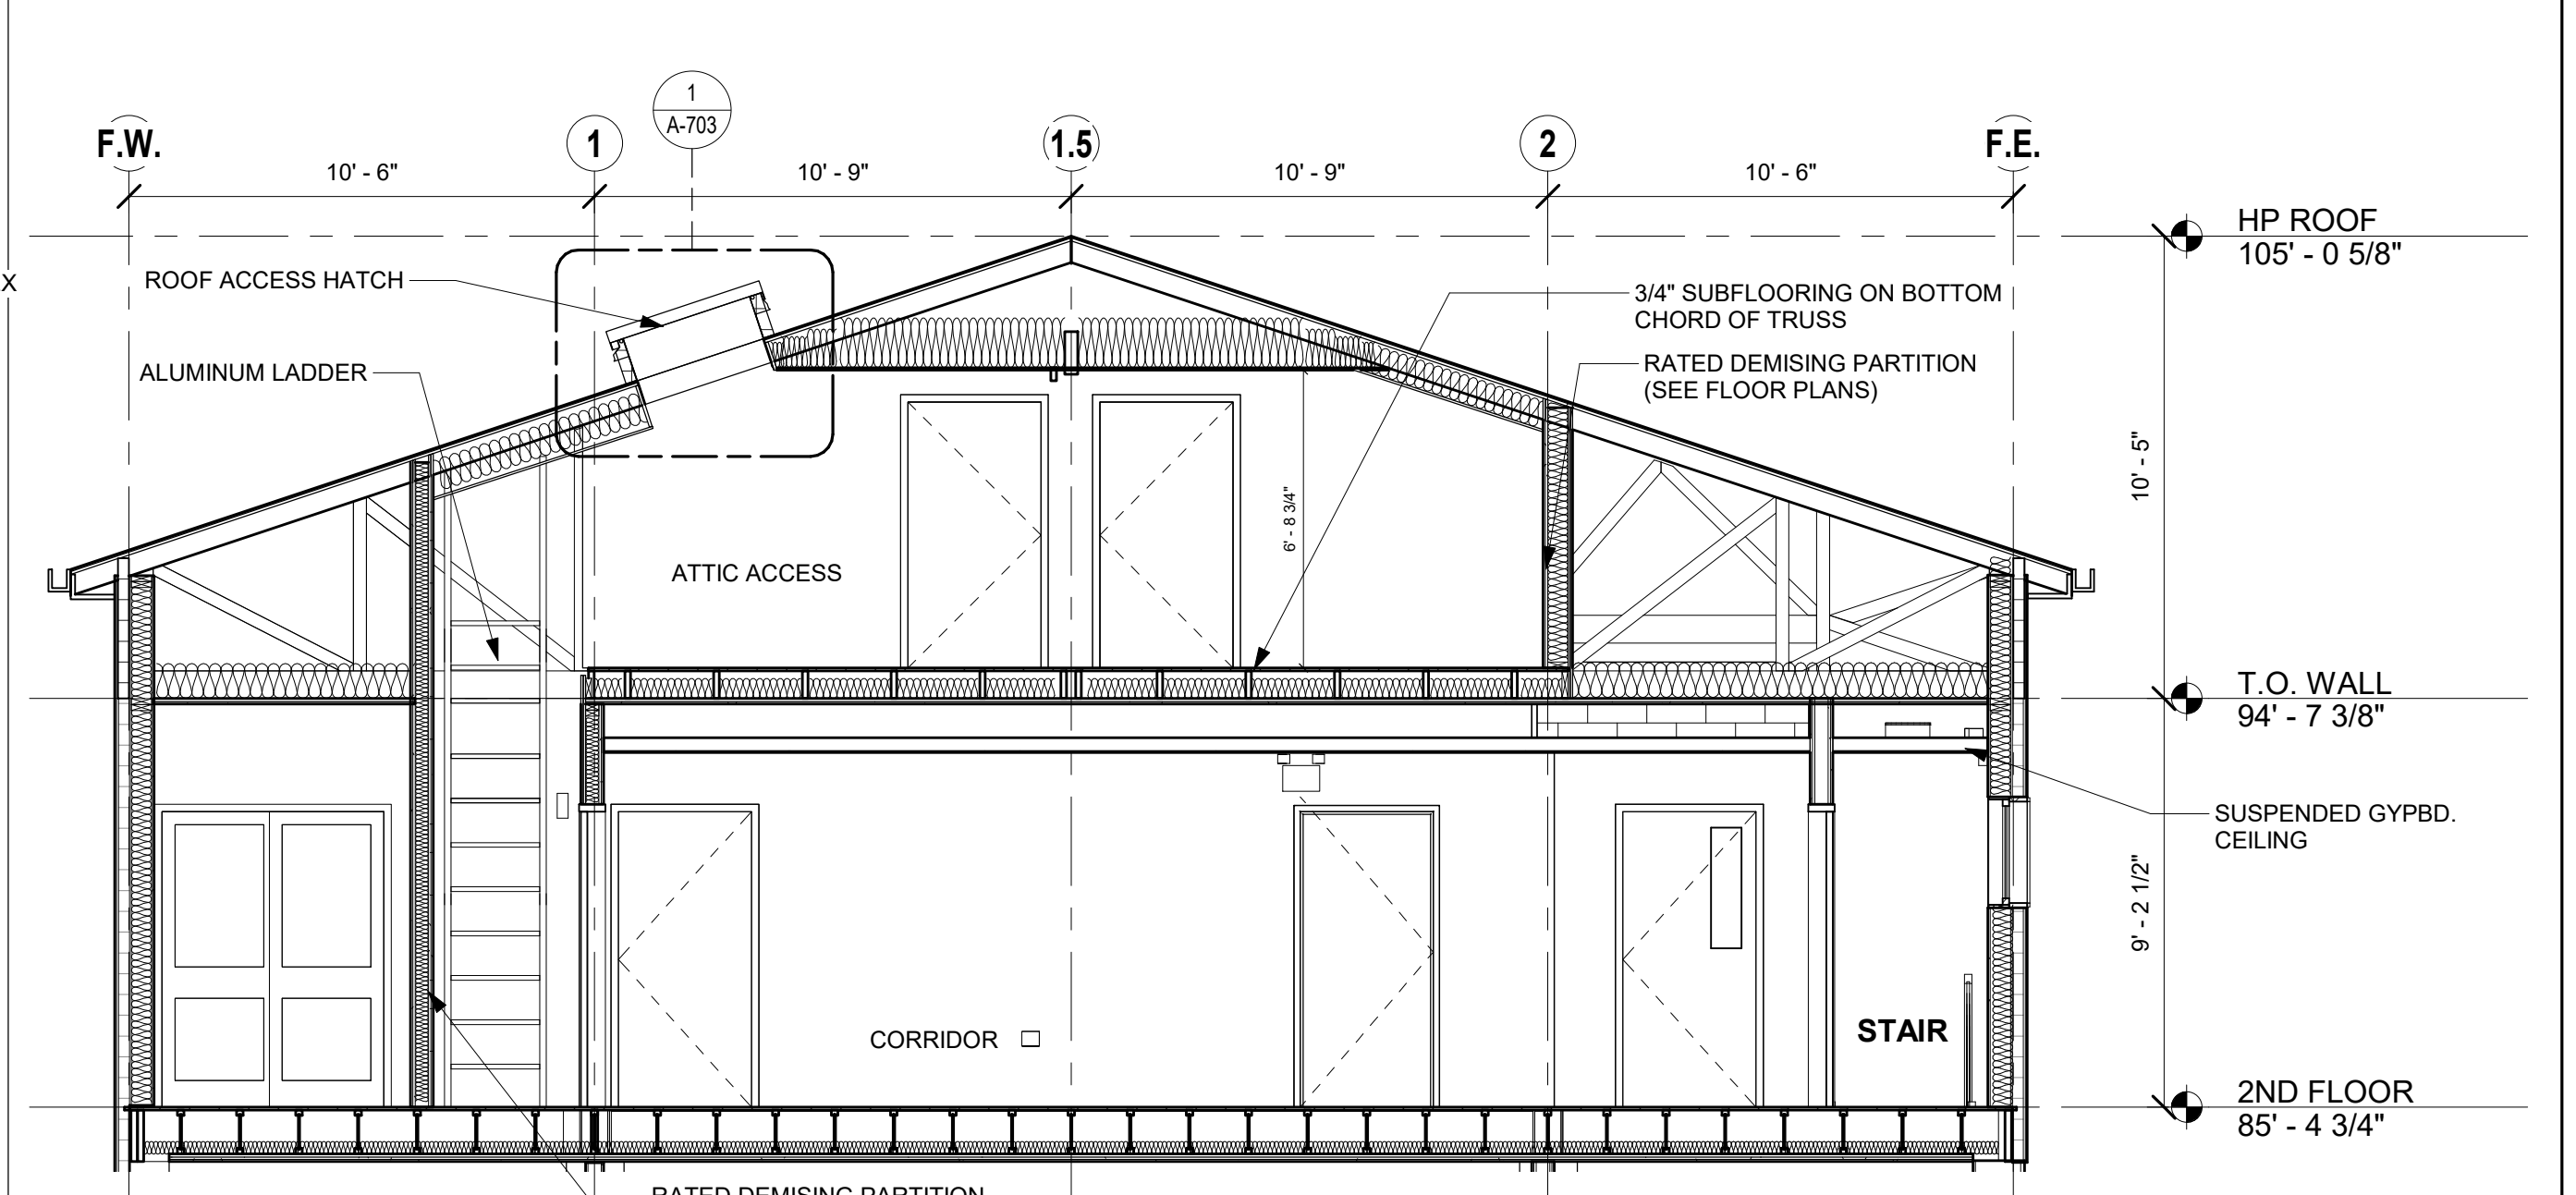 1
A-703
F.W.
1
1.5
2
F.E.
10' - 6"
10' - 9"
10' - 9"
10' - 6"
HP ROOF
105' - 0 5/8"
X
ROOF ACCESS HATCH
3/4" SUBFLOORING ON BOTTOM
CHORD OF TRUSS
ALUMINUM LADDER
RATED DEMISING PARTITION
(SEE FLOOR PLANS)
10' - 5"
6' - 8 3/4"
ATTIC ACCESS
T.O. WALL
94' - 7 3/8"
SUSPENDED GYPBD.
CEILING
9' - 2 1/2"
CORRIDOR
STAIR
2ND FLOOR
85' - 4 3/4"
RATED DEMISING PARTITION